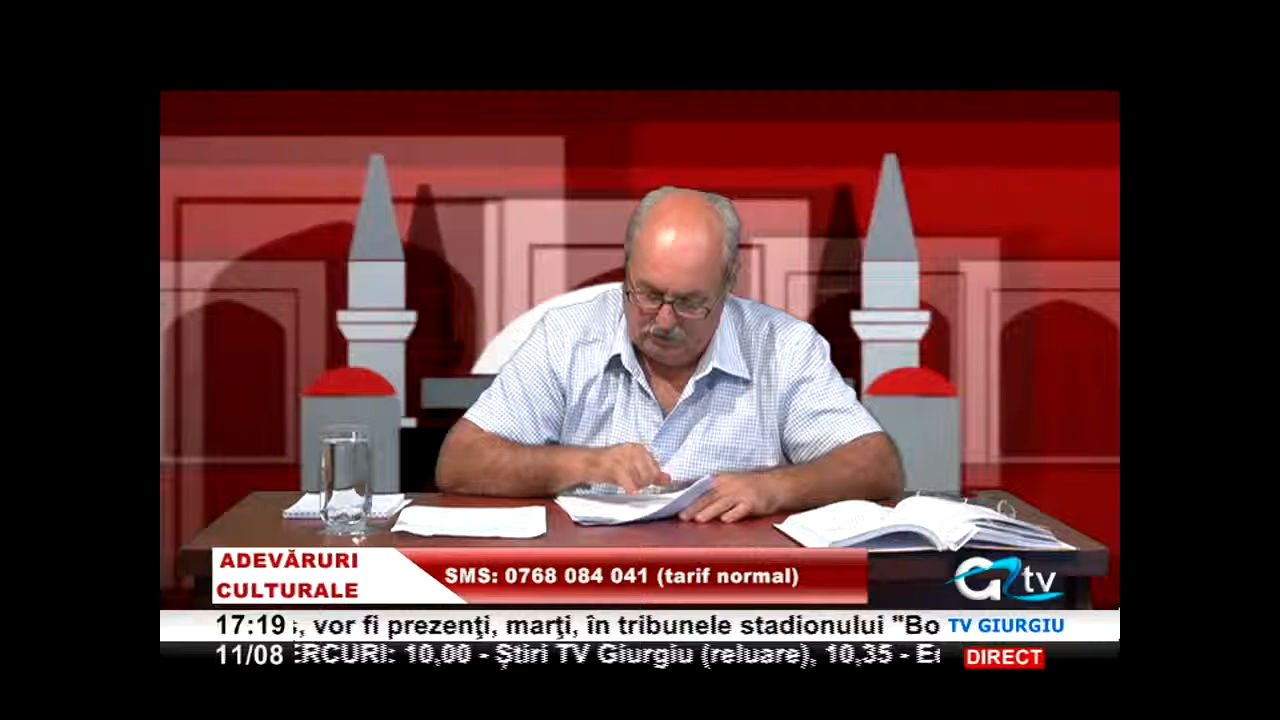 ADEVĂRURI
CULTURALE
SMS: 0768 084 041 (tarif normal)
G tv
17:19 , vor fi prezenţi, marţi, în tribunele stadionului "Bo TV GIURGIU
11/08 ERCURI: 10,00 - Ştiri TV Giurgiu (reluare), 10,35 - DIRECT